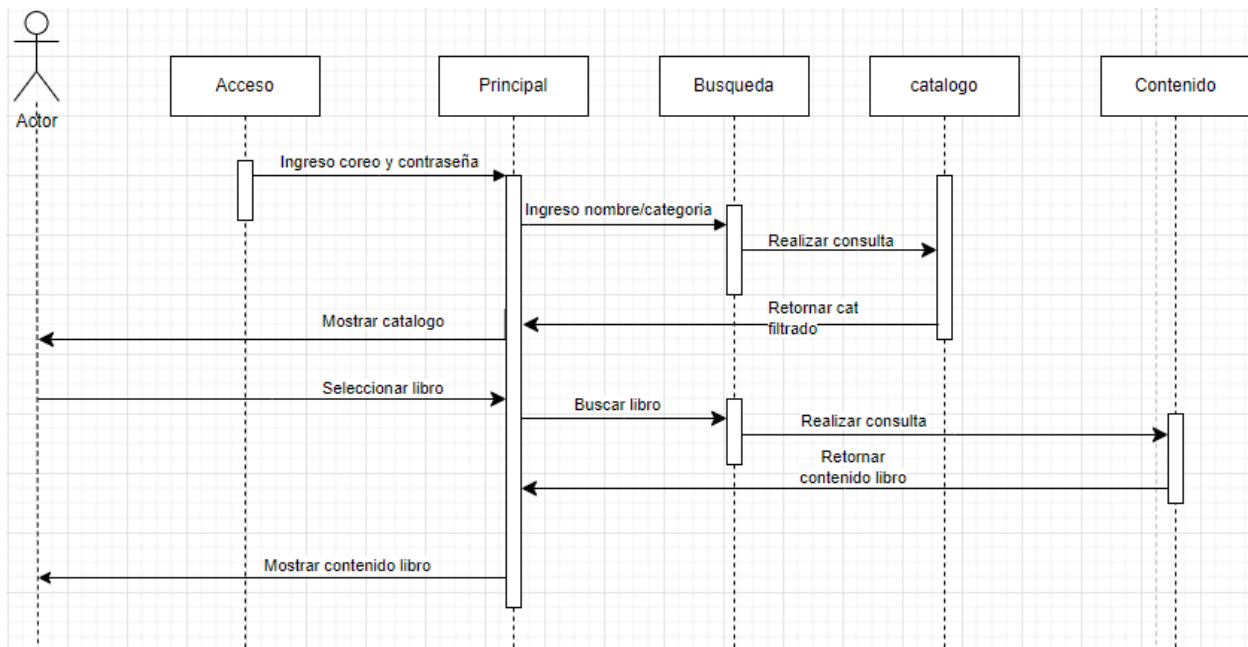 Actor
Acceso
Principal
Busqueda
catalogo
Contenido
Ingreso coreo y contraseña
Ingreso nombre/categoria
Realizar consulta
Retornar cat
filtrado
Mostrar catalogo
Seleccionar libro
Buscar libro
Realizar consulta
Retornar
contenido libro
Mostrar contenido libro